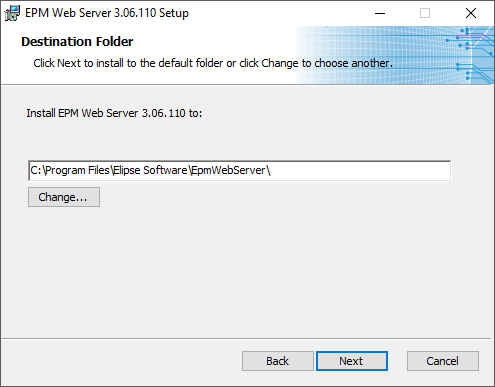 EPM Web Server 3.06.110 Setup
Destination Folder
Click Next to install to the default folder or click Change to choose another.
Install EPM Web Server 3.06.110 to:
C:\Program Files\Elipse Software\EpmWebServer\
Change...
Back Next Cancel